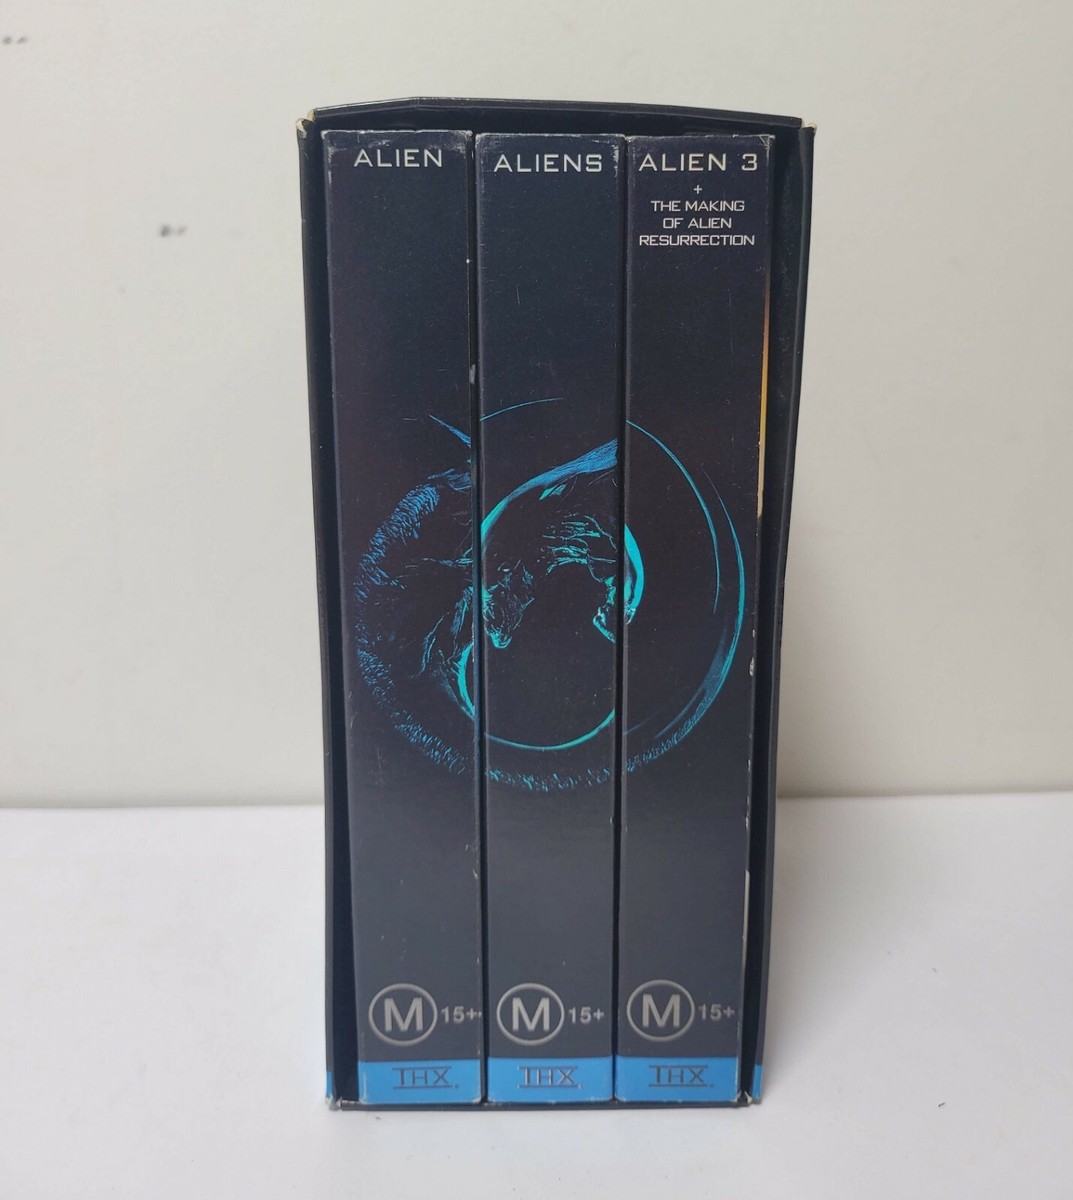 ALIEN
ALIENS
ALIEN 3
+
THE MAKING
OF ALIEN
RESURRECTION
M 15+
M 15+
M 15+
THX
THX
THX